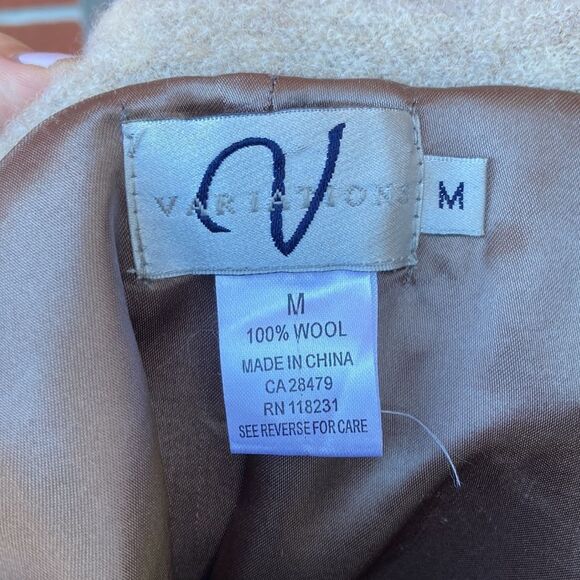 V
VARIATIONS
M
M
100% WOOL
MADE IN CHINA
CA 28479
RN 118231
SEE REVERSE FOR CARE